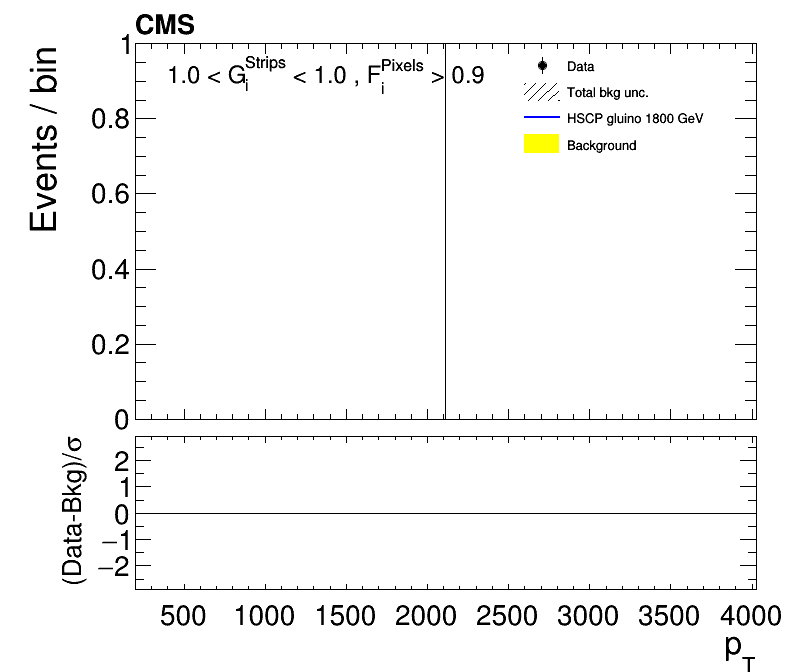 CMS
1.0 < G_i^Strips < 1.0 , F_i^Pixels > 0.9
Data
Total bkg unc.
HSCP gluino 1800 GeV
Background
Events / bin
1
0.8
0.6
0.4
0.2
0
(Data-Bkg)/σ
2
1
0
−1
−2
500 1000 1500 2000 2500 3000 3500 4000
p_T